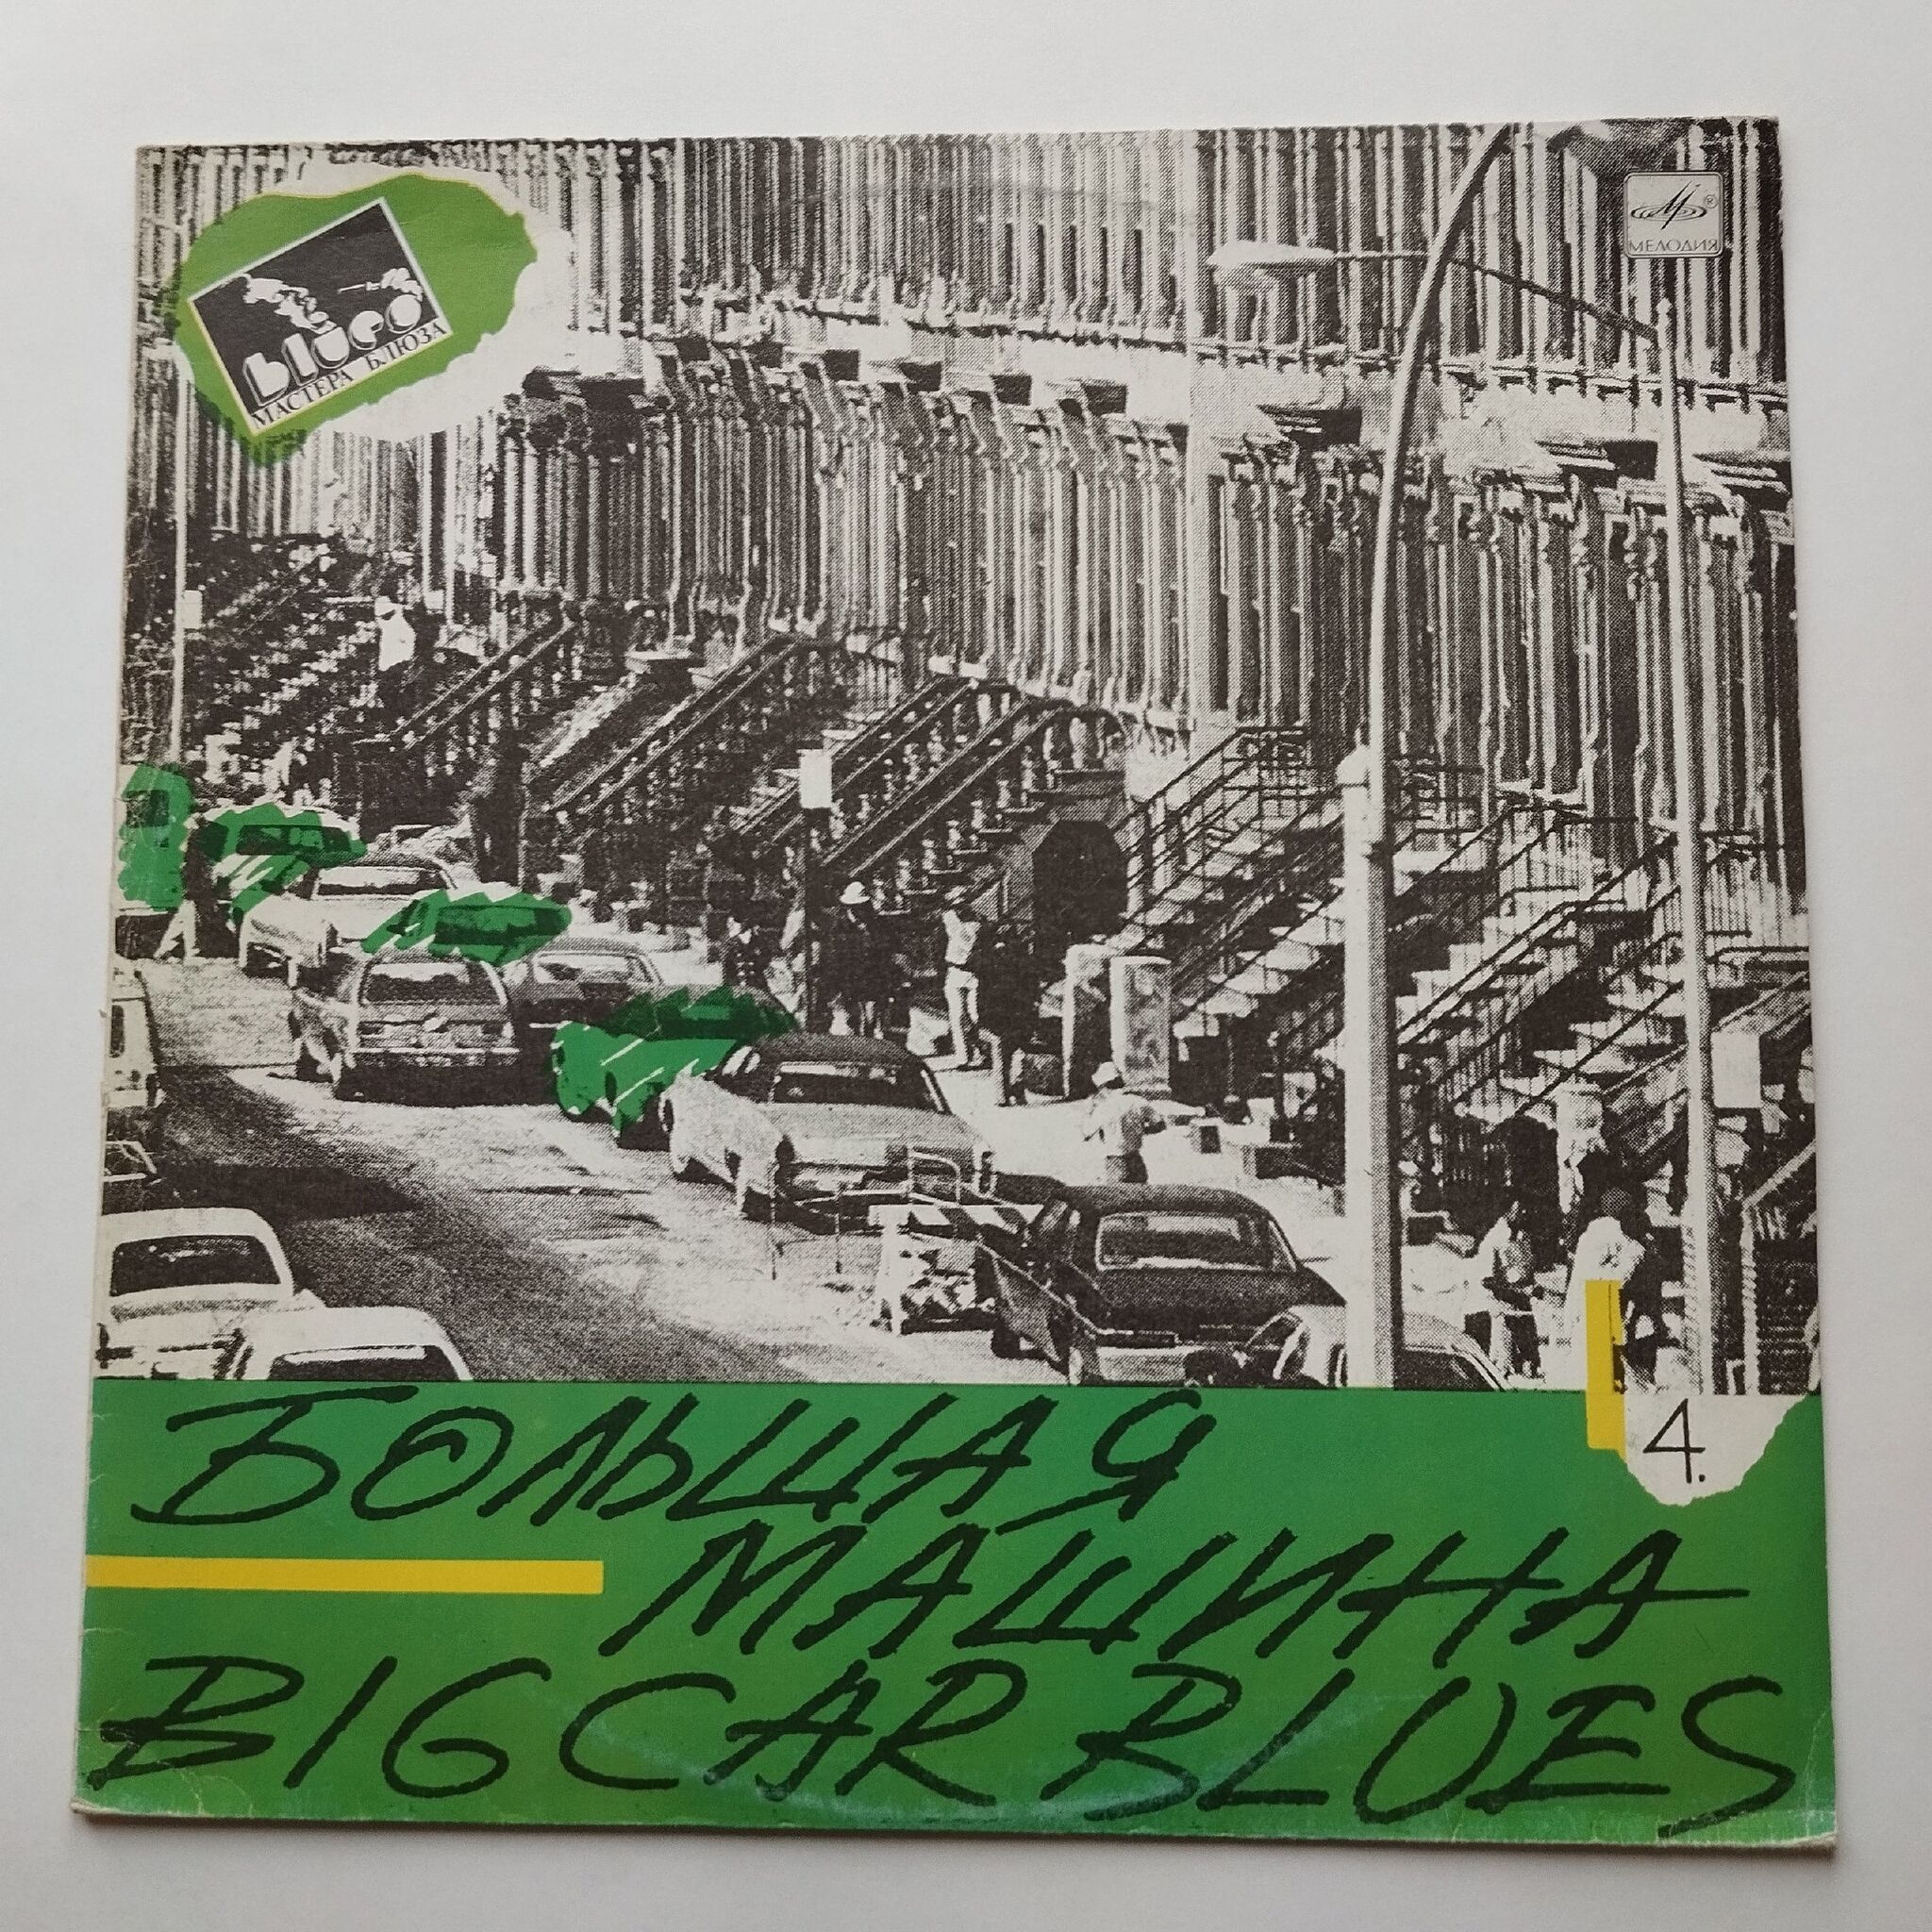 blues
МАСТЕРА БЛЮЗА
МЕЛОДИЯ
4.
БОЛЬШАЯ
МАШИНА
BIG CAR BLUES